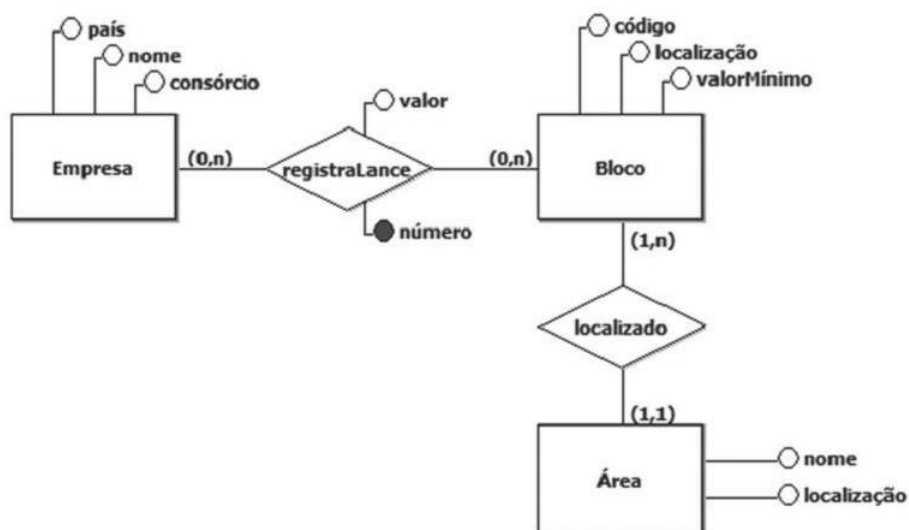 país
nome
consórcio
código
localização
valorMínimo
valor
Empresa
(0,n)
registraLance
(0,n)
Bloco
número
(1,n)
localizado
(1,1)
Área
nome
localização